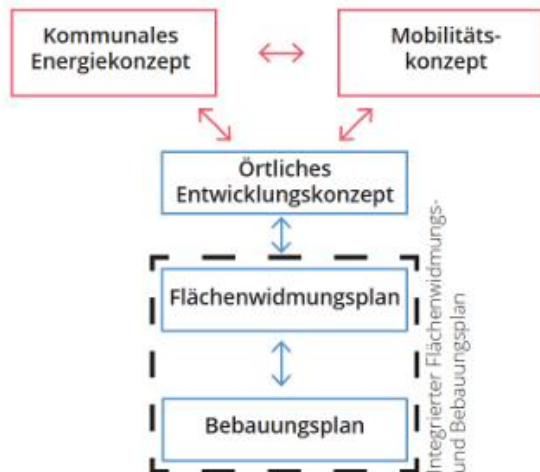 Kommunales
Energiekonzept
Mobilitäts-
konzept
Örtliches
Entwicklungskonzept
Flächenwidmungsplan
Bebauungsplan
Integrierter Flächenwidmungs-
und Bebauungsplan